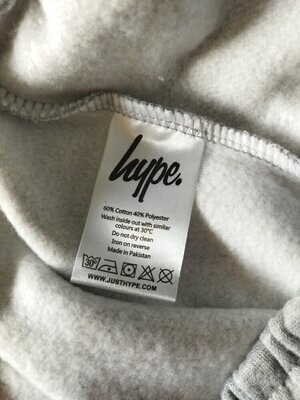 hype.
60% Cotton 40% Polyester
Wash inside out with similar
colours at 30°C
Do not dry clean
Iron on reverse
Made in Pakistan
30°
WWW.JUSTHYPE.COM